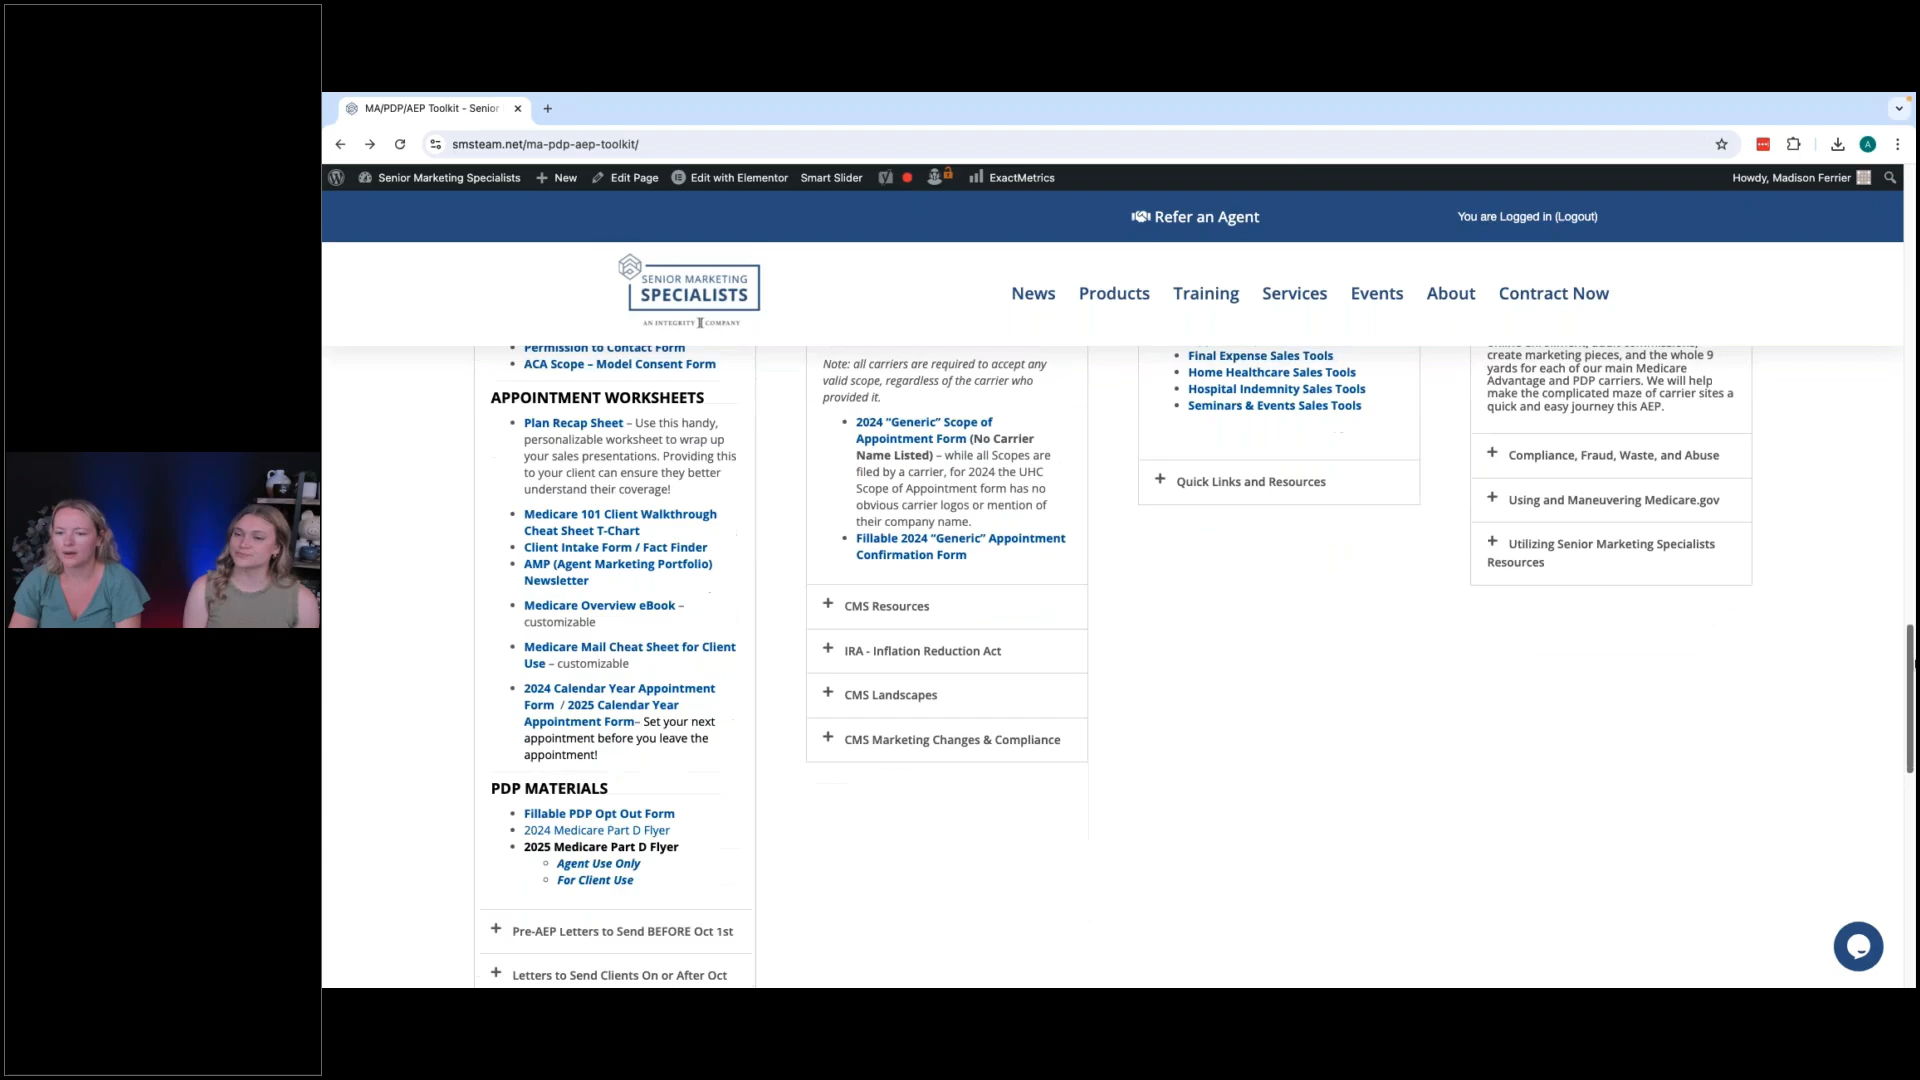 MA/PDP/AEP Toolkit - Senior
smsteam.net/ma-pdp-aep-toolkit/
A
Senior Marketing Specialists
New
Edit Page
Edit with Elementor
Smart Slider
ExactMetrics
Howdy, Madison Ferrier
Refer an Agent
You are Logged in (Logout)
SENIOR MARKETING
SPECIALISTS
AN INTEGRITY COMPANY
News
Products
Training
Services
Events
About
Contract Now
Permission to Contact Form
ACA Scope – Model Consent Form
APPOINTMENT WORKSHEETS
Plan Recap Sheet – Use this handy,
personalizable worksheet to wrap up
your sales presentations. Providing this
to your client can ensure they better
understand their coverage!
Medicare 101 Client Walkthrough
Cheat Sheet T-Chart
Client Intake Form / Fact Finder
AMP (Agent Marketing Portfolio)
Newsletter
Medicare Overview eBook –
customizable
Medicare Mail Cheat Sheet for Client
Use – customizable
2024 Calendar Year Appointment
Form / 2025 Calendar Year
Appointment Form– Set your next
appointment before you leave the
appointment!
PDP MATERIALS
Fillable PDP Opt Out Form
2024 Medicare Part D Flyer
2025 Medicare Part D Flyer
Agent Use Only
For Client Use
Pre-AEP Letters to Send BEFORE Oct 1st
Letters to Send Clients On or After Oct
Note: all carriers are required to accept any
valid scope, regardless of the carrier who
provided it.
2024 “Generic” Scope of
Appointment Form (No Carrier
Name Listed) – while all Scopes are
filed by a carrier, for 2024 the UHC
Scope of Appointment form has no
obvious carrier logos or mention of
their company name.
Fillable 2024 “Generic” Appointment
Confirmation Form
CMS Resources
IRA - Inflation Reduction Act
CMS Landscapes
CMS Marketing Changes & Compliance
Final Expense Sales Tools
Home Healthcare Sales Tools
Hospital Indemnity Sales Tools
Seminars & Events Sales Tools
Quick Links and Resources
create marketing pieces, and the whole 9
yards for each of our main Medicare
Advantage and PDP carriers. We will help
make the complicated maze of carrier sites a
quick and easy journey this AEP.
Compliance, Fraud, Waste, and Abuse
Using and Maneuvering Medicare.gov
Utilizing Senior Marketing Specialists
Resources